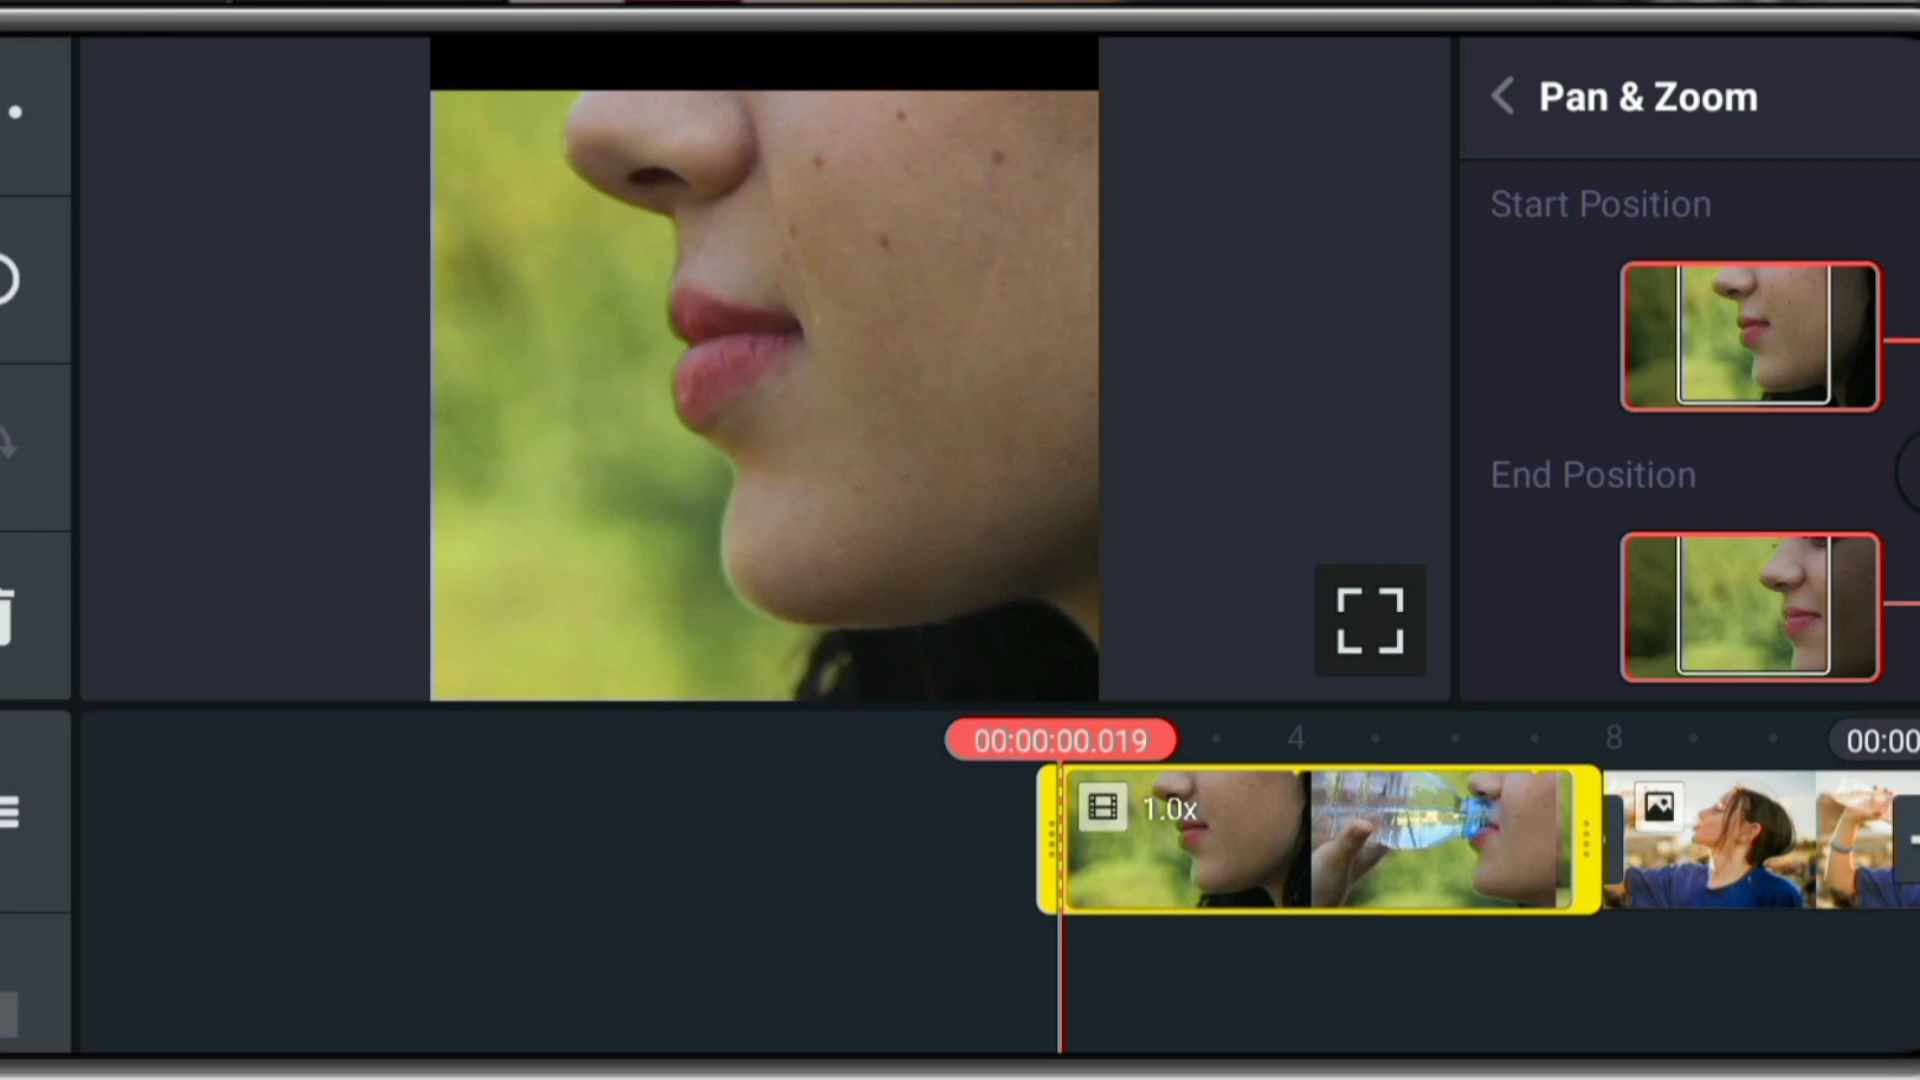 Pan & Zoom
Start Position
End Position
00:00:00.019
4
8
00:00
1.0x